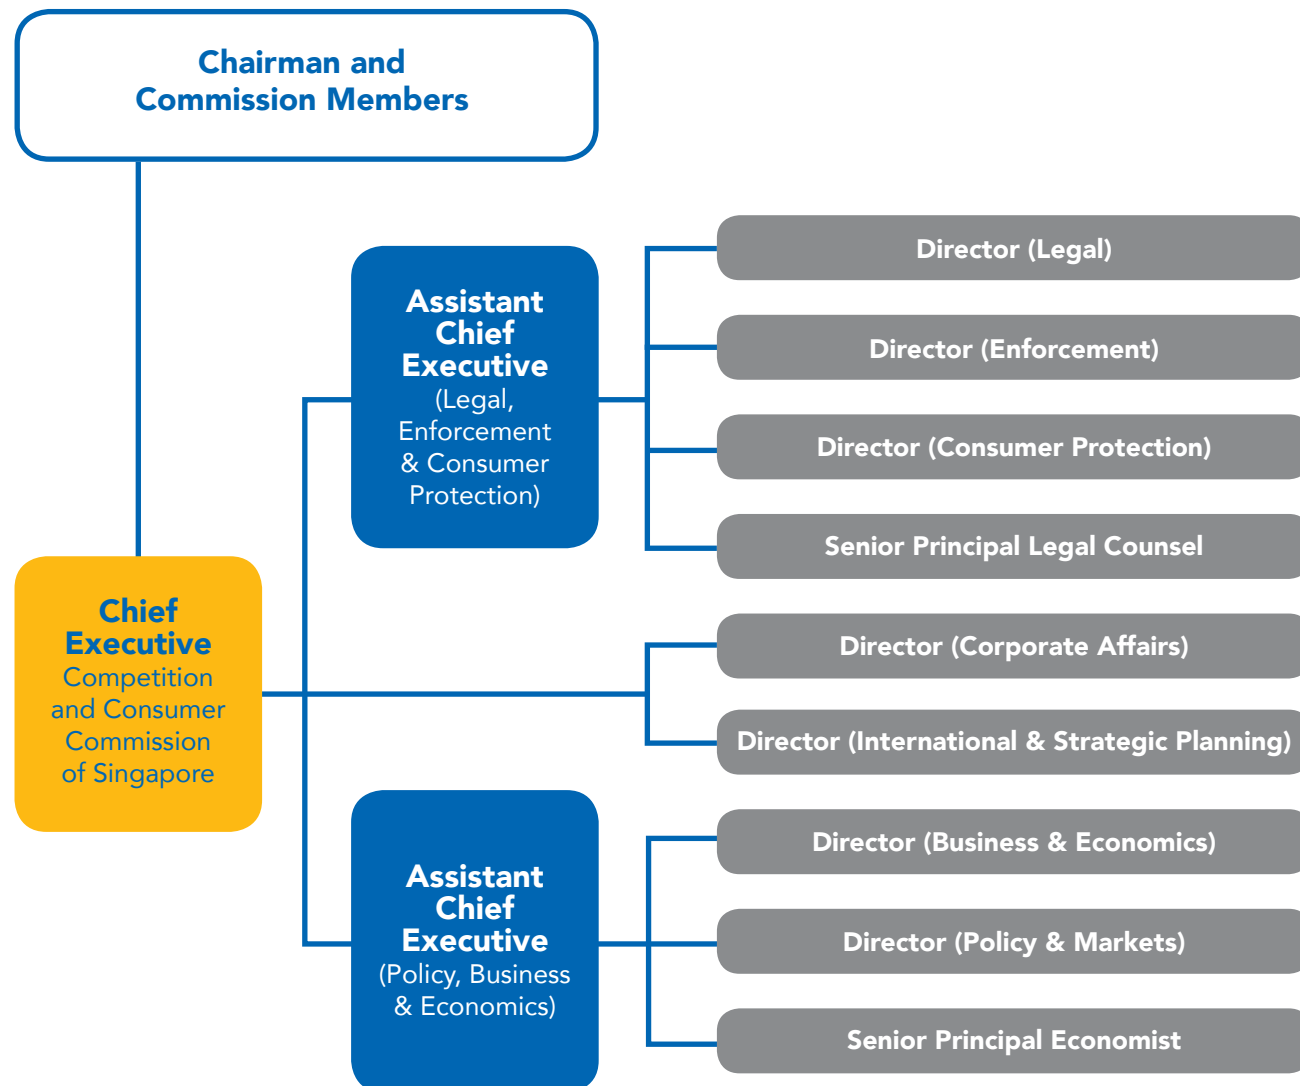 Chairman and
Commission Members
Chief
Executive
Competition
and Consumer
Commission
of Singapore
Assistant
Chief
Executive
(Legal,
Enforcement
& Consumer
Protection)
Director (Legal)
Director (Enforcement)
Director (Consumer Protection)
Senior Principal Legal Counsel
Director (Corporate Affairs)
Director (International & Strategic Planning)
Assistant
Chief
Executive
(Policy, Business
& Economics)
Director (Business & Economics)
Director (Policy & Markets)
Senior Principal Economist